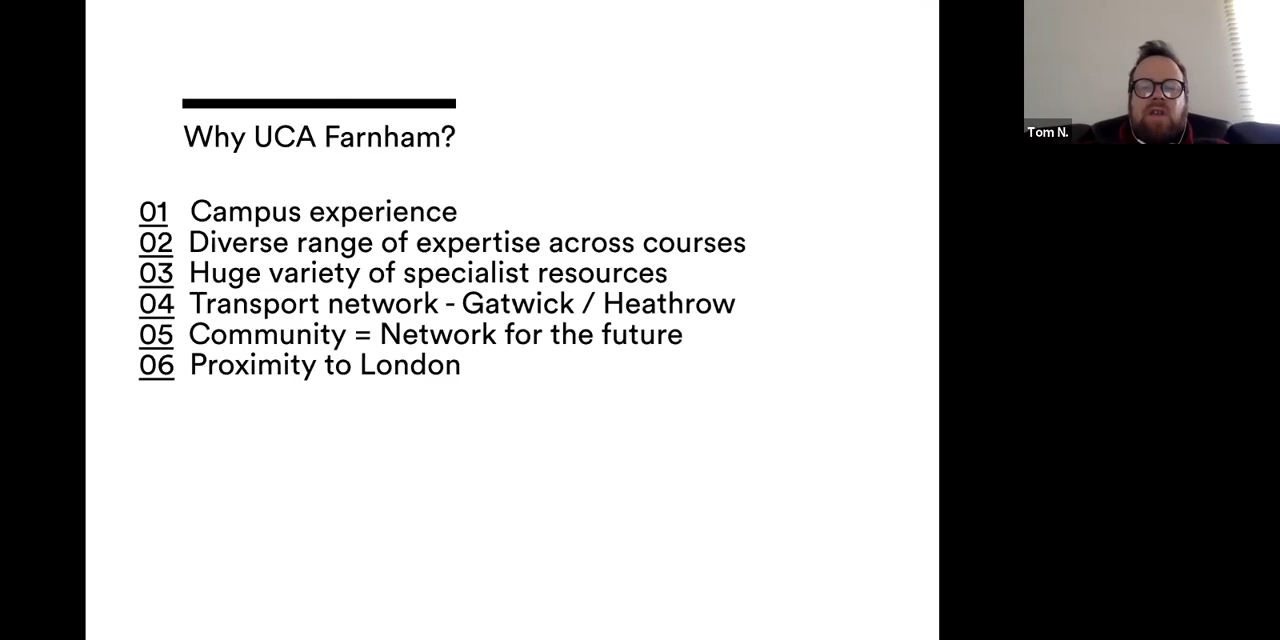 Why UCA Farnham?
01 Campus experience
02 Diverse range of expertise across courses
03 Huge variety of specialist resources
04 Transport network - Gatwick / Heathrow
05 Community = Network for the future
06 Proximity to London
Tom N.